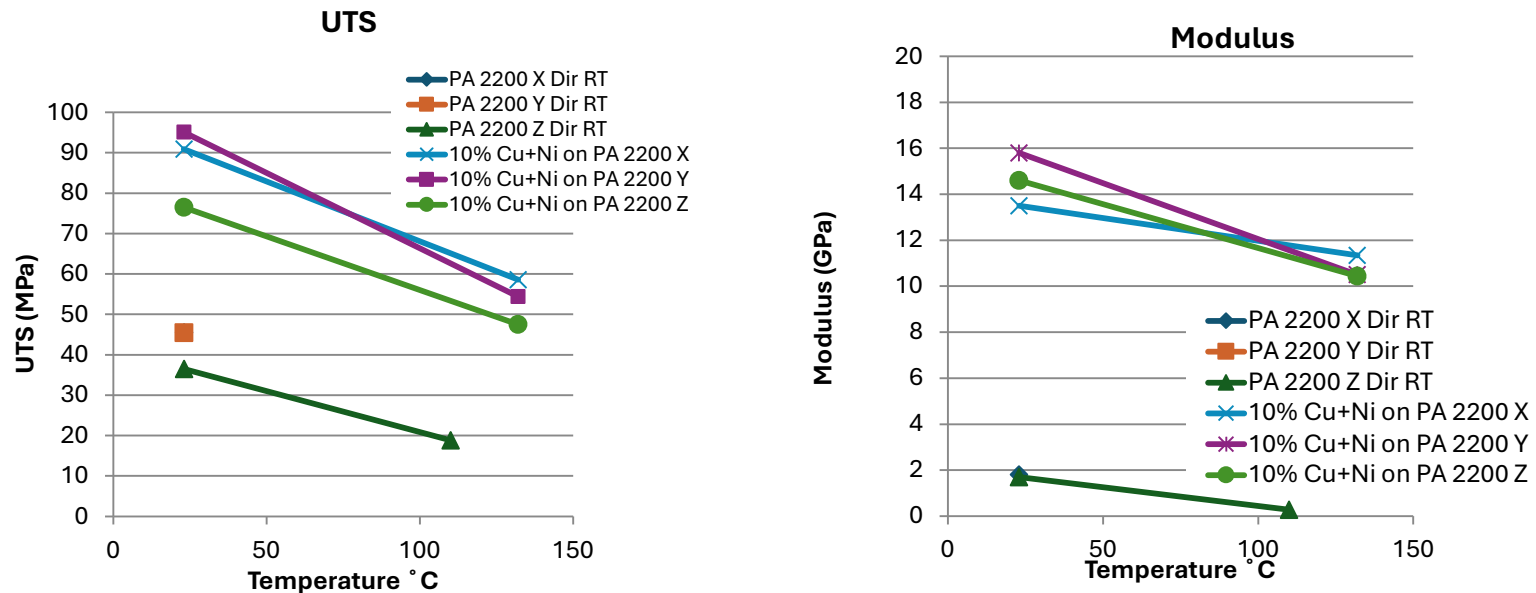 UTS
PA 2200 X Dir RT
PA 2200 Y Dir RT
PA 2200 Z Dir RT
10% Cu+Ni on PA 2200 X
10% Cu+Ni on PA 2200 Y
10% Cu+Ni on PA 2200 Z
100
90
80
70
60
50
40
30
20
10
0
UTS (MPa)
0 50 100 150
Temperature ˚C
Modulus
20
18
16
14
12
10
8
6
4
2
0
Modulus (GPa)
PA 2200 X Dir RT
PA 2200 Y Dir RT
PA 2200 Z Dir RT
10% Cu+Ni on PA 2200 X
10% Cu+Ni on PA 2200 Y
10% Cu+Ni on PA 2200 Z
0 50 100 150
Temperature ˚C